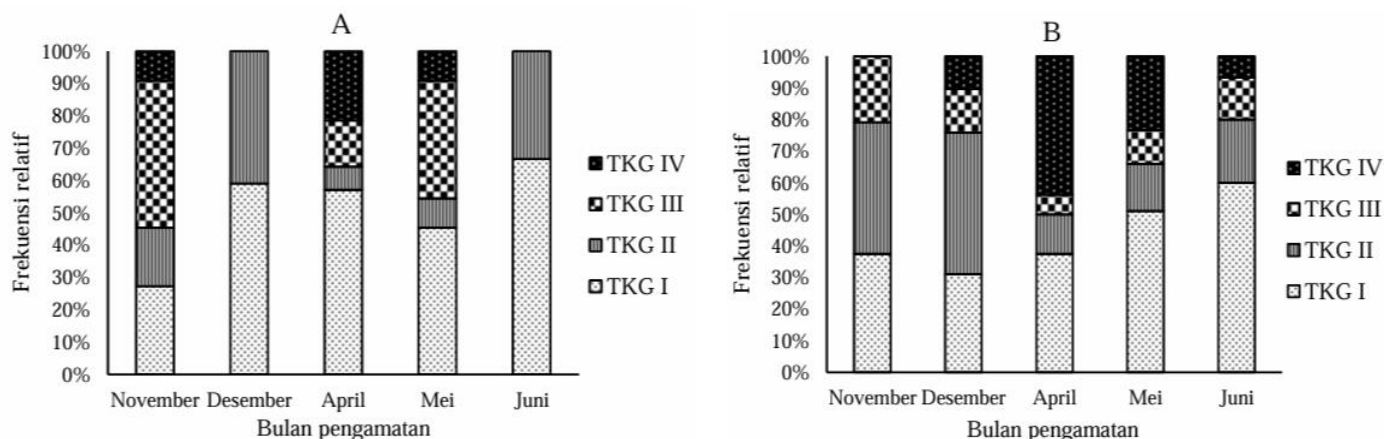 A
100%
90%
80%
70%
60%
50%
40%
30%
20%
10%
0%
Frekuensi relatif
November Desember April Mei Juni
Bulan pengamatan
TKG IV
TKG III
TKG II
TKG I
B
100%
90%
80%
70%
60%
50%
40%
30%
20%
10%
0%
Frekuensi relatif
November Desember April Mei Juni
Bulan pengamatan
TKG IV
TKG III
TKG II
TKG I